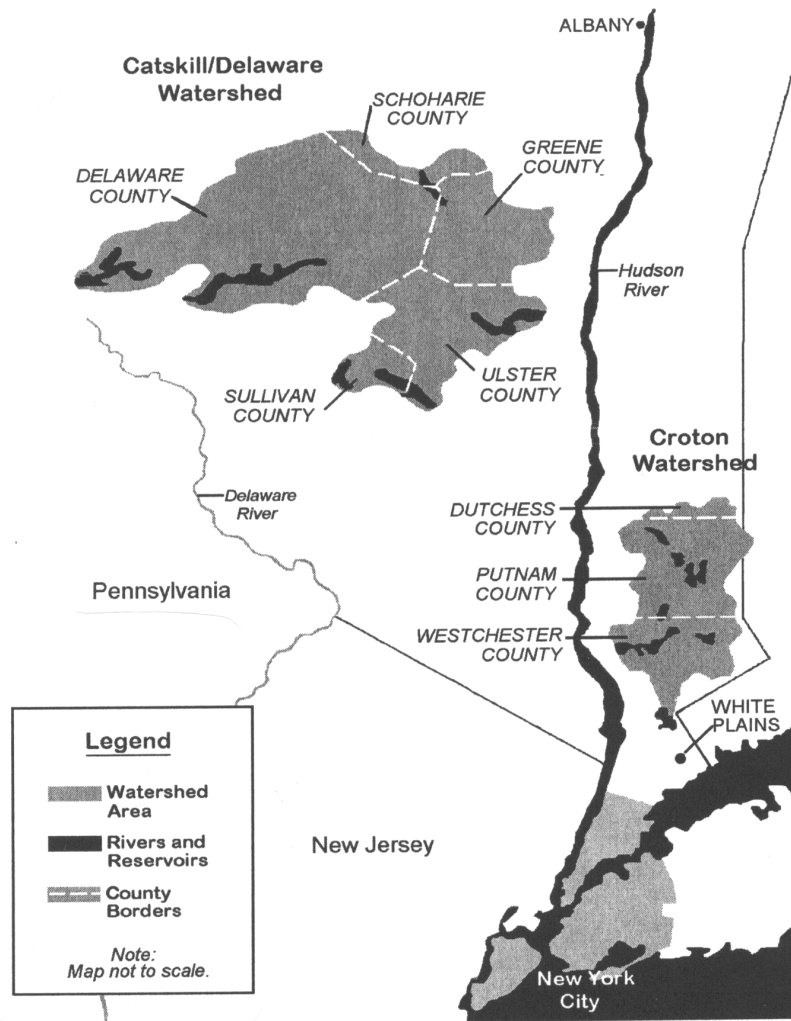 ALBANY
Catskill/Delaware
Watershed
SCHOHARIE
COUNTY
GREENE
COUNTY
DELAWARE
COUNTY
Hudson
River
SULLIVAN
COUNTY
ULSTER
COUNTY
Croton
Watershed
Delaware
River
DUTCHESS
COUNTY
PUTNAM
COUNTY
Pennsylvania
WESTCHESTER
COUNTY
WHITE
PLAINS
Legend
Watershed
Area
Rivers and
Reservoirs
County
Borders
Note:
Map not to scale.
New Jersey
New York
City